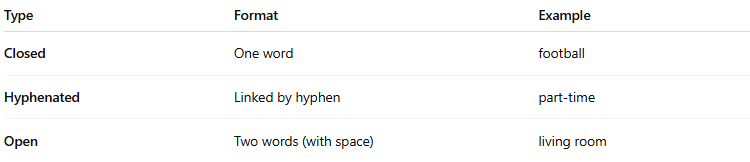 Type Format Example
Closed One word football
Hyphenated Linked by hyphen part-time
Open Two words (with space) living room